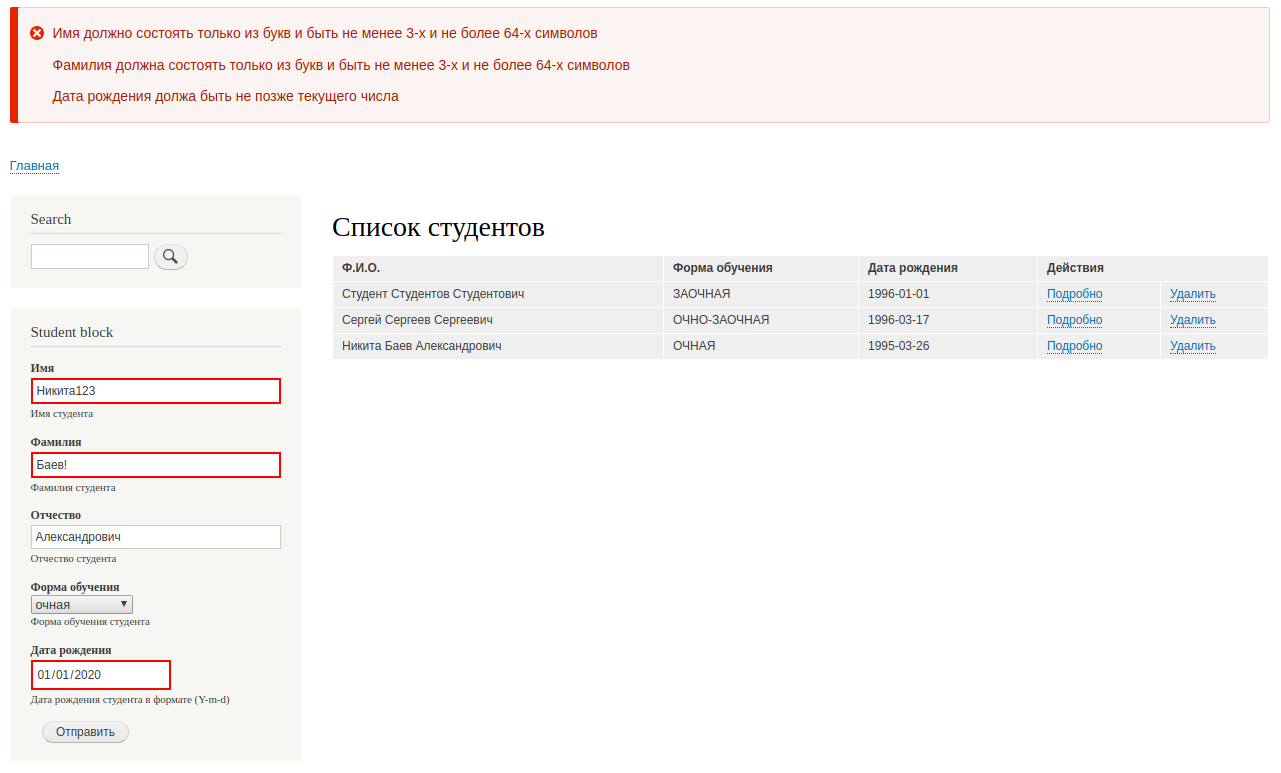 Имя должно состоять только из букв и быть не менее 3-х и не более 64-х символов
Фамилия должна состоять только из букв и быть не менее 3-х и не более 64-х символов
Дата рождения должа быть не позже текущего числа
Главная
Search
Student block
Имя
Никита123
Имя студента
Фамилия
Баев!
Фамилия студента
Отчество
Александрович
Отчество студента
Форма обучения
очная
Форма обучения студента
Дата рождения
01/01/2020
Дата рождения студента в формате (Y-m-d)
Отправить
Список студентов
Ф.И.О. Форма обучения Дата рождения Действия
Студент Студентов Студентович ЗАОЧНАЯ 1996-01-01 Подробно Удалить
Сергей Сергеев Сергеевич ОЧНО-ЗАОЧНАЯ 1996-03-17 Подробно Удалить
Никита Баев Александрович ОЧНАЯ 1995-03-26 Подробно Удалить